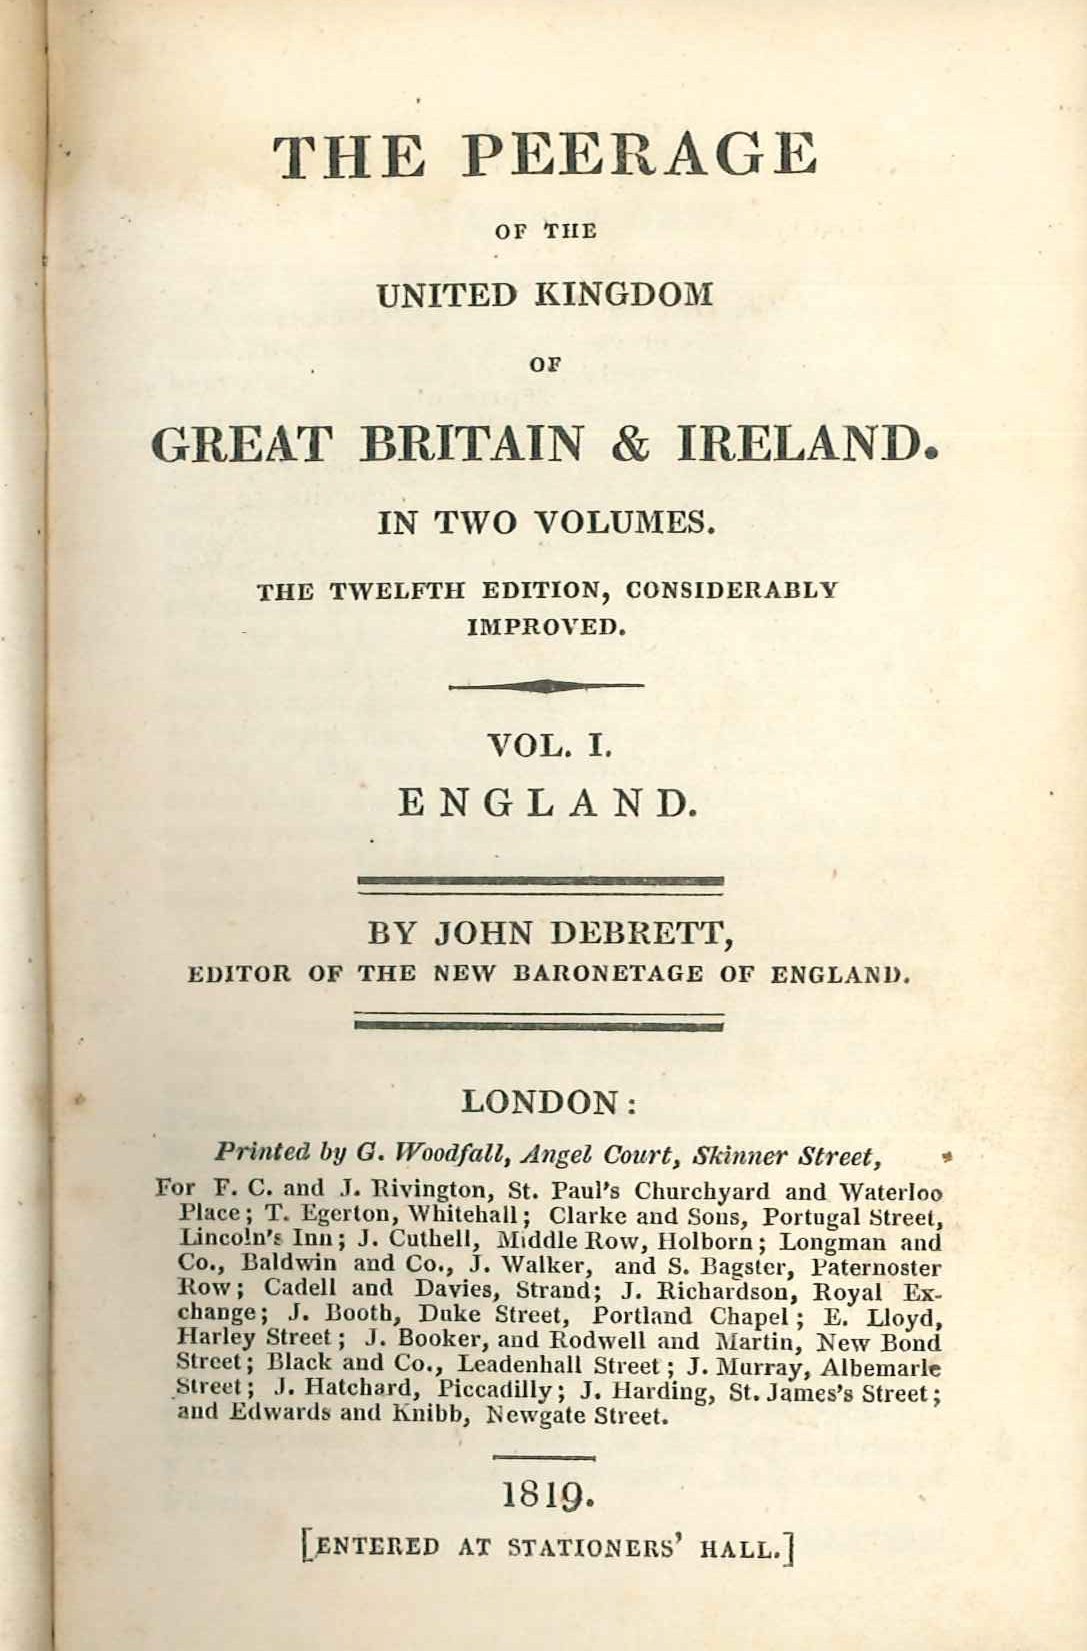 THE PEERAGE
OF THE
UNITED KINGDOM
OF
GREAT BRITAIN & IRELAND.
IN TWO VOLUMES.
THE TWELFTH EDITION, CONSIDERABLY
IMPROVED.
VOL. I.
ENGLAND.
BY JOHN DEBRETT,
EDITOR OF THE NEW BARONETAGE OF ENGLAND.
LONDON:
Printed by G. Woodfall, Angel Court, Skinner Street,
For F. C. and J. Rivington, St. Paul's Churchyard and Waterloo
Place; T. Egerton, Whitehall; Clarke and Sons, Portugal Street,
Lincoln's Inn; J. Cuthell, Middle Row, Holborn; Longman and
Co., Baldwin and Co., J. Walker, and S. Bagster, Paternoster
Row; Cadell and Davies, Strand; J. Richardson, Royal Ex-
change; J. Booth, Duke Street, Portland Chapel; E. Lloyd,
Harley Street; J. Booker, and Rodwell and Martin, New Bond
Street; Black and Co., Leadenhall Street; J. Murray, Albemarle
Street; J. Hatchard, Piccadilly; J. Harding, St. James's Street;
and Edwards and Knibb, Newgate Street.
1819.
[ENTERED AT STATIONERS' HALL.]